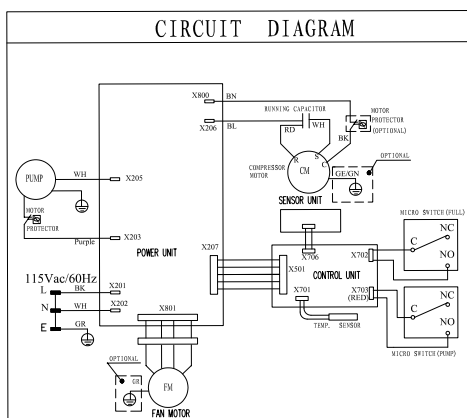 CIRCUIT DIAGRAM
X800
BN
RUNNING CAPACITOR
MOTOR
PROTECTOR
(OPTIONAL)
X206
BL
RD
WH
BK
R
S
C
CM
COMPRESSOR
MOTOR
GE/GN
OPTIONAL
PUMP
WH
X205
MOTOR
PROTECTOR
Purple
X203
POWER UNIT
SENSOR UNIT
X207
X706
X501
CONTROL UNIT
X702
MICRO SWITCH(FULL)
C
NC
NO
115Vac/60Hz
L
BK
X201
N
WH
X202
E
GR
X801
X701
X703
(RED)
TEMP. SENSOR
C
NC
NO
MICRO SWITCH(PUMP)
OPTIONAL
GR
FM
FAN MOTOR